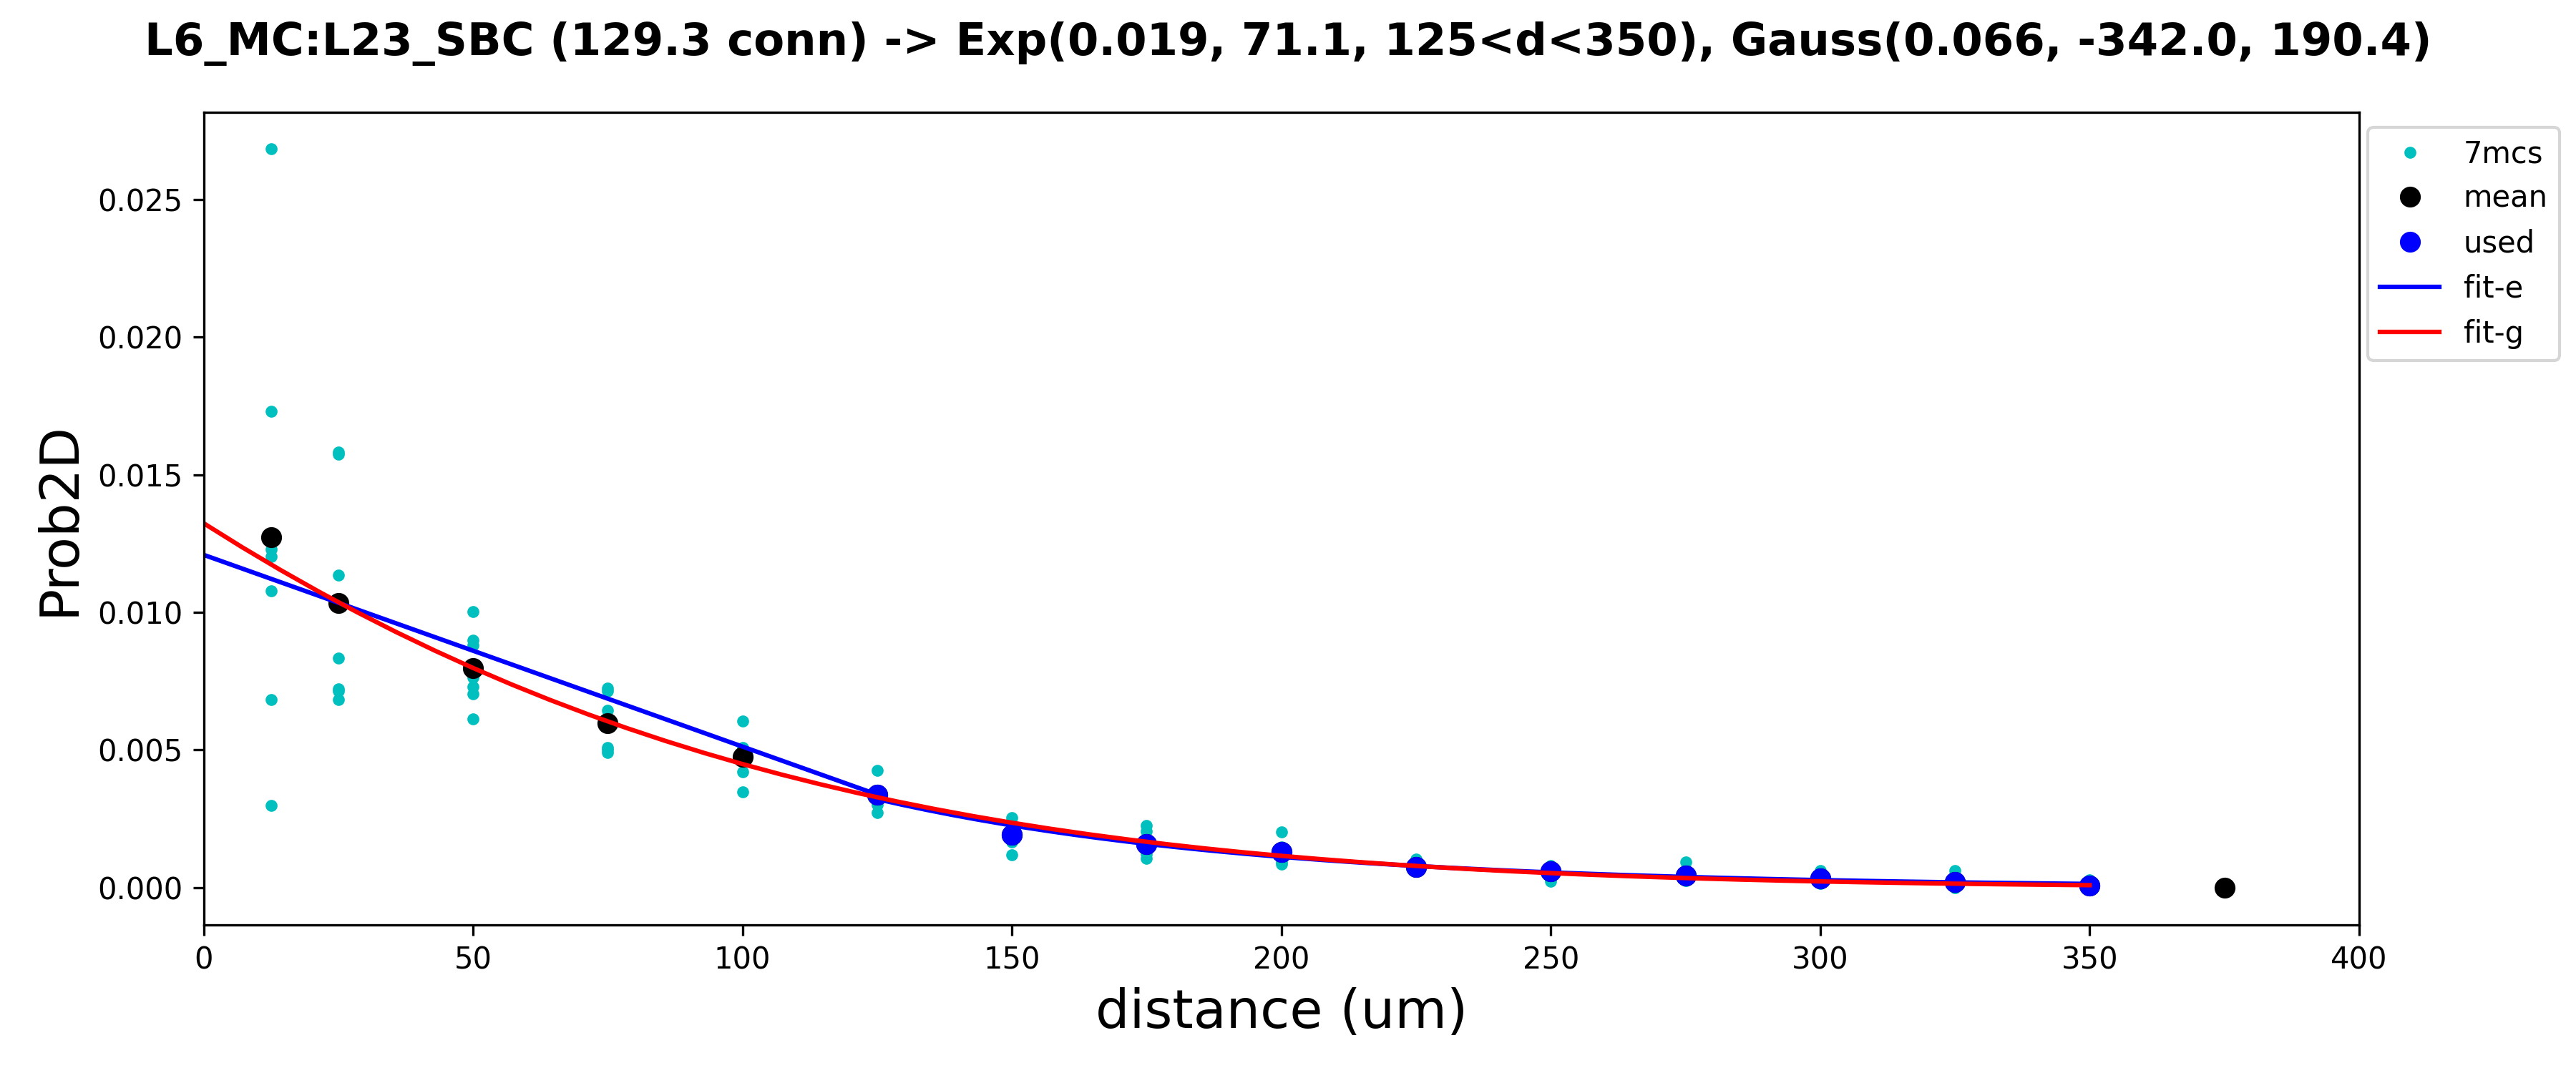 L6_MC:L23_SBC (129.3 conn) -> Exp(0.019, 71.1, 125<d<350), Gauss(0.066, -342.0, 190.4)
7mcs
mean
used
fit-e
fit-g
Prob2D
0.025
0.020
0.015
0.010
0.005
0.000
0 50 100 150 200 250 300 350 400
distance (um)